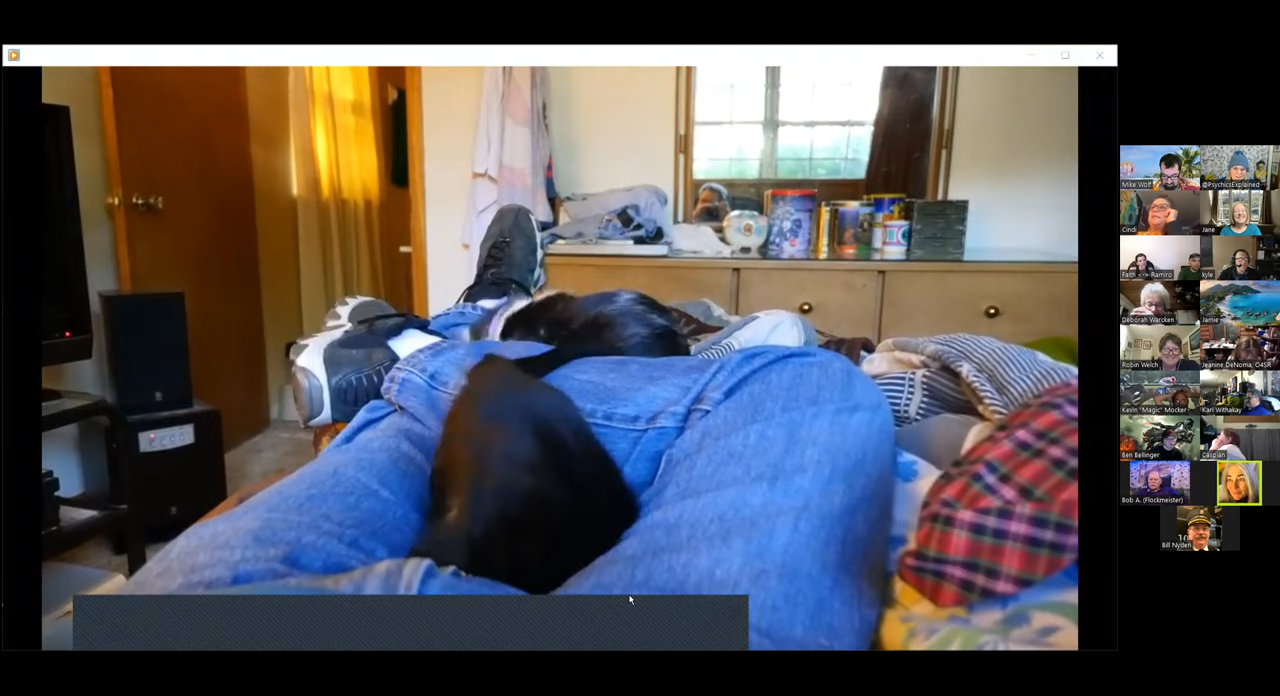 Mike Wolf
@PsychicsExplained
Cindi
Jane
Faith <-> Ramiro
kyle
Deborah Warcken
Jamie
Robin Welch
Jeanine DeNoma, O4SR
Kevin "Magic" Mocker
Karl Withakay
Ben Bellinger
Caspian
Bob A. (Flockmeister)
Bill Nyden